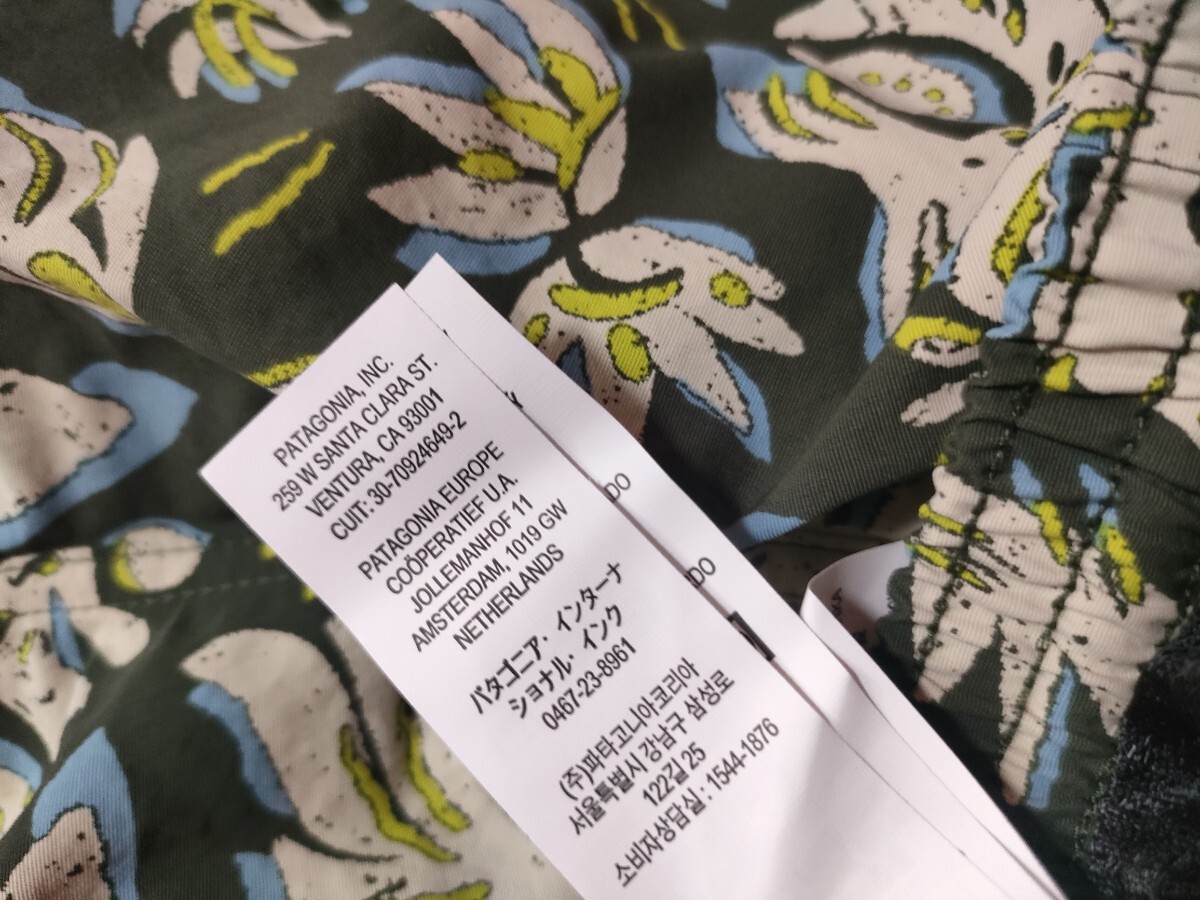 PATAGONIA, INC.
259 W SANTA CLARA ST.
VENTURA, CA 93001
CUIT: 30-70924649-2
PATAGONIA EUROPE
COÖPERATIEF U.A.
JOLLEMANHOF 11
AMSTERDAM, 1019 GW
NETHERLANDS
パタゴニア・インターナ
ショナル・インク
0467-23-8961
(주)파타고니아코리아
서울특별시 강남구 삼성로
122길 25
소비자상담실 : 1544-1876
DO
DO